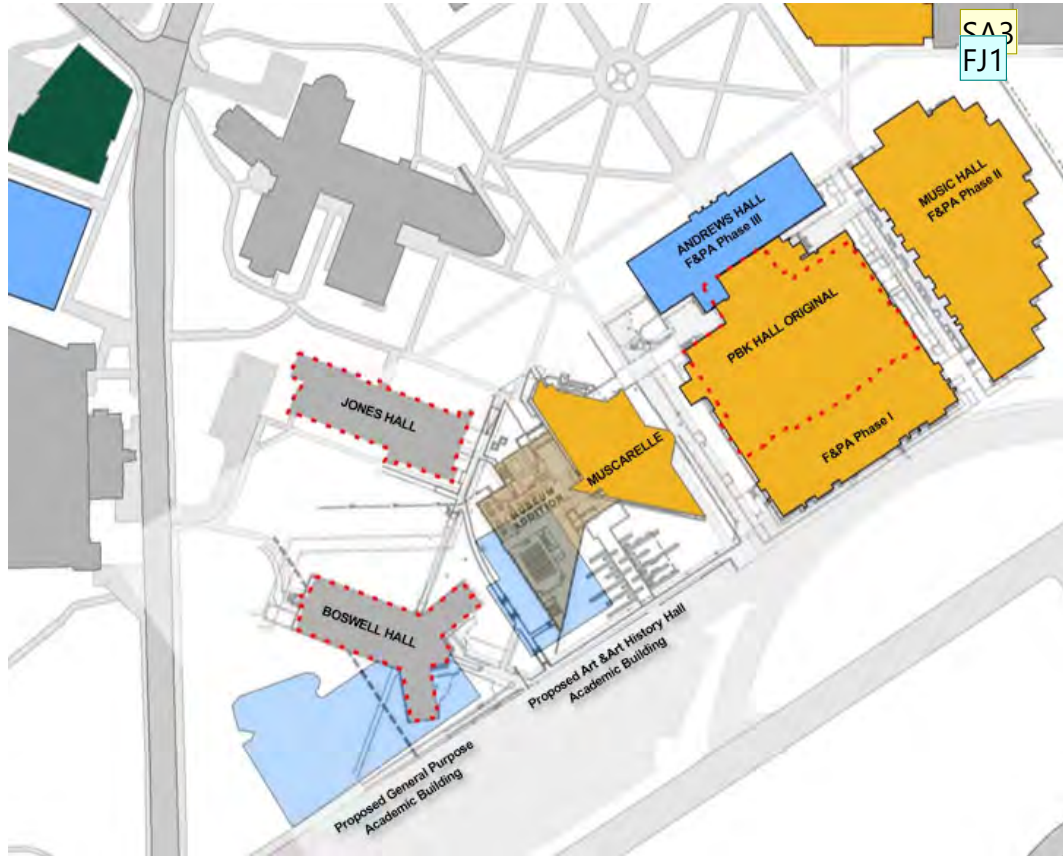 SA3
FJ1
MUSIC HALL
F&PA Phase II
ANDREWS HALL
F&PA Phase III
PBK HALL ORIGINAL
F&PA Phase I
JONES HALL
MUSCARELLE
MUSEUM
ADDITION
BOSWELL HALL
Proposed Art &Art History Hall
Academic Building
Proposed General Purpose
Academic Building